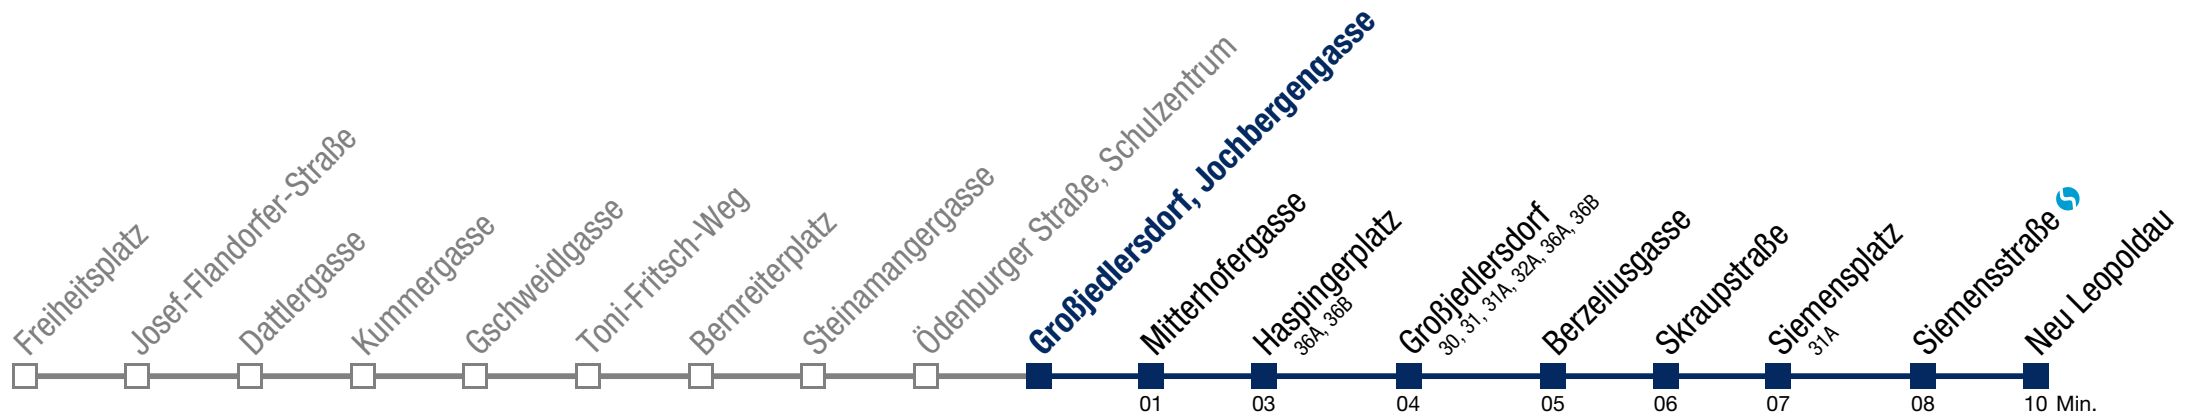 Freiheitsplatz
Josef-Flandorfer-Straße
Dattlergasse
Kummergasse
Gschweidlgasse
Toni-Fritsch-Weg
Bernreiterplatz
Steinamangergasse
Ödenburger Straße, Schulzentrum
Großjedlersdorf, Jochbergengasse
Mitterhofergasse
Haspingerplatz
36A, 36B
Großjedlersdorf
30, 31, 31A, 32A, 36A, 36B
Berzeliusgasse
Skraupstraße
Siemensplatz
31A
Siemensstraße
Neu Leopoldau
01 03 04 05 06 07 08 10 Min.